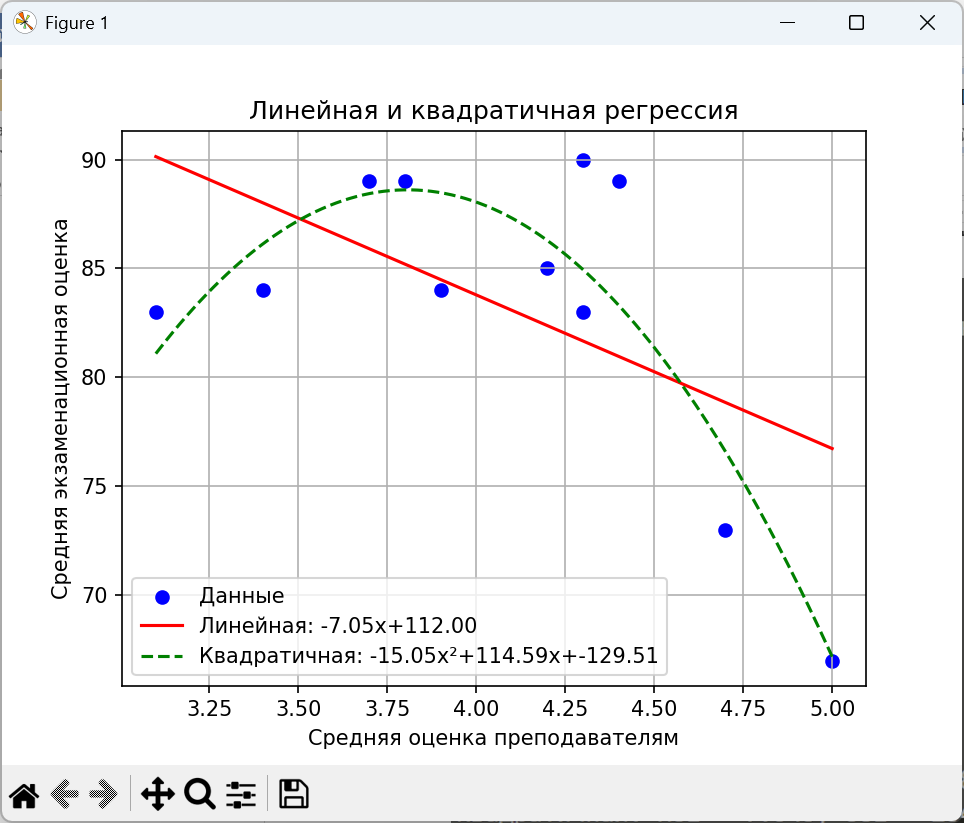 Figure 1
Линейная и квадратичная регрессия
Средняя экзаменационная оценка
90
85
80
75
70
Данные
Линейная: -7.05x+112.00
Квадратичная: -15.05x²+114.59x+-129.51
3.25 3.50 3.75 4.00 4.25 4.50 4.75 5.00
Средняя оценка преподавателям